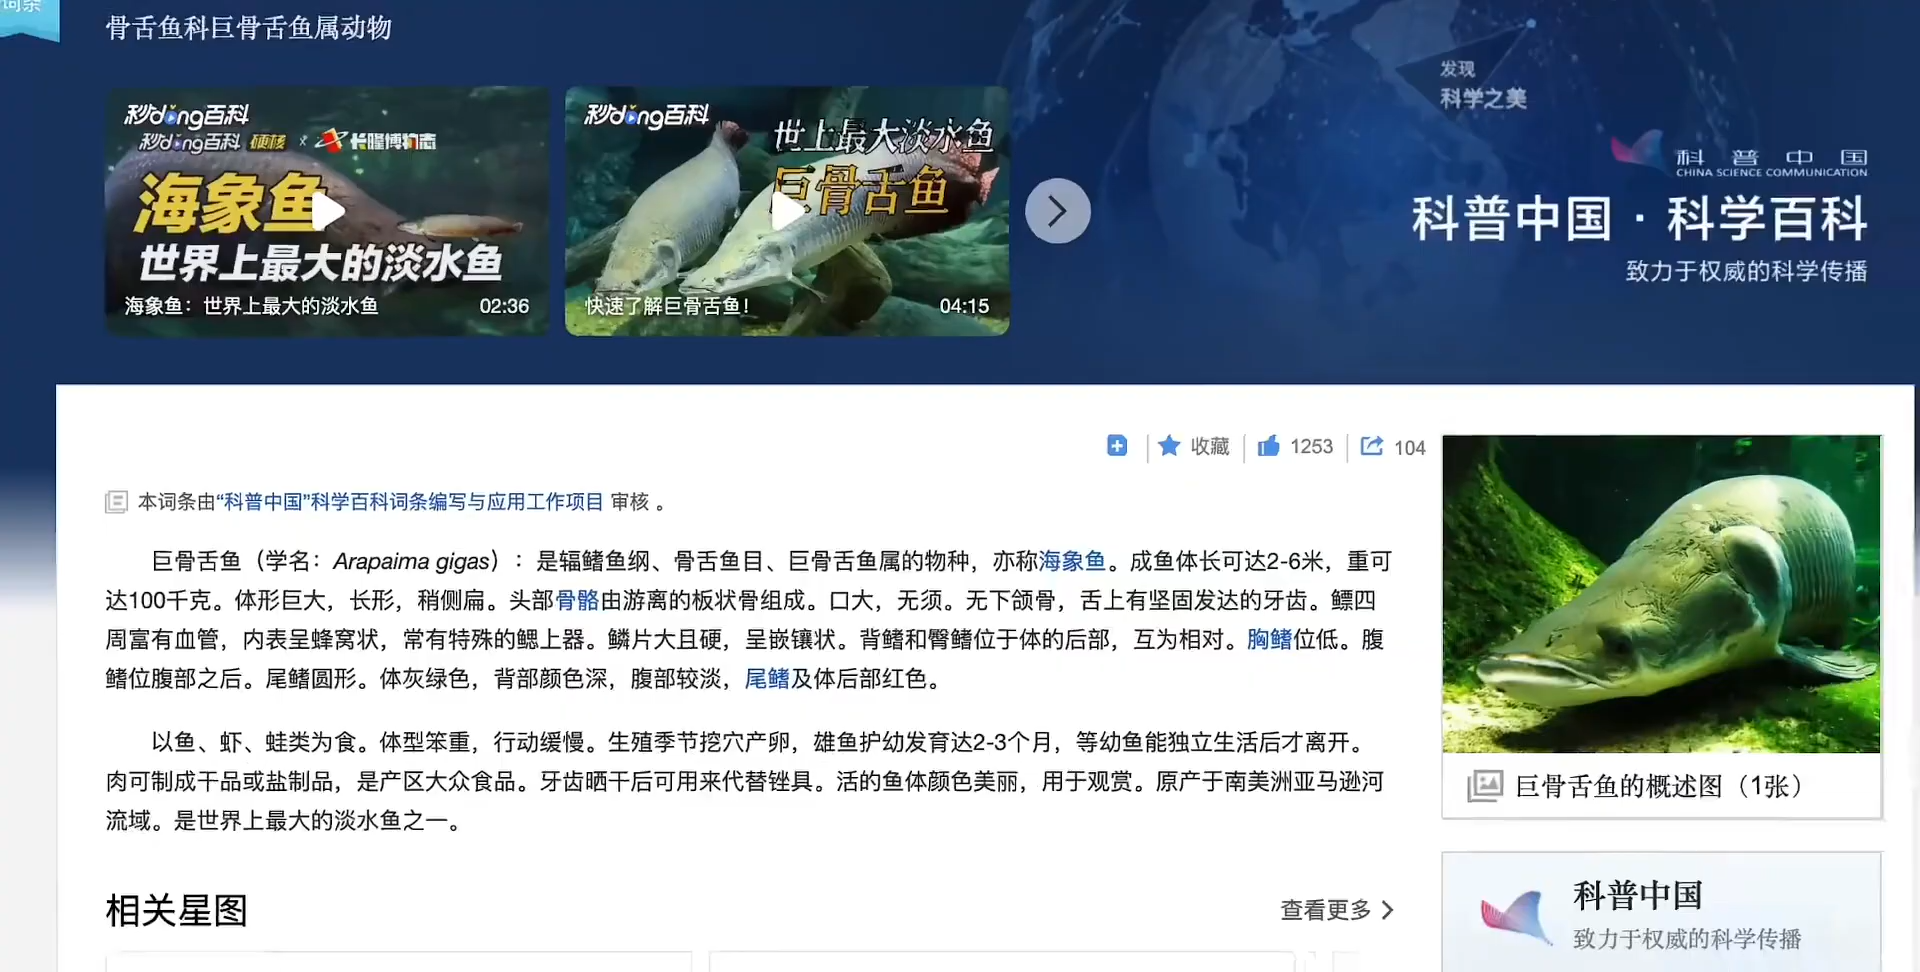 词条
骨舌鱼科巨骨舌鱼属动物
秒dong百科
秒dong百科 硬核 × 长隆博物志
海象鱼
世界上最大的淡水鱼
海象鱼：世界上最大的淡水鱼 02:36
秒dong百科
世上最大淡水鱼
巨骨舌鱼
快速了解巨骨舌鱼！ 04:15
发现
科学之美
科普中国
CHINA SCIENCE COMMUNICATION
科普中国·科学百科
致力于权威的科学传播
收藏 1253 104
本词条由“科普中国”科学百科词条编写与应用工作项目 审核 。
巨骨舌鱼（学名：Arapaima gigas）：是辐鳍鱼纲、骨舌鱼目、巨骨舌鱼属的物种，亦称海象鱼。成鱼体长可达2-6米，重可
达100千克。体形巨大，长形，稍侧扁。头部骨骼由游离的板状骨组成。口大，无须。无下颌骨，舌上有坚固发达的牙齿。鳔四
周富有血管，内表呈蜂窝状，常有特殊的鳃上器。鳞片大且硬，呈嵌镶状。背鳍和臀鳍位于体的后部，互为相对。胸鳍位低。腹
鳍位腹部之后。尾鳍圆形。体灰绿色，背部颜色深，腹部较淡，尾鳍及体后部红色。
以鱼、虾、蛙类为食。体型笨重，行动缓慢。生殖季节挖穴产卵，雄鱼护幼发育达2-3个月，等幼鱼能独立生活后才离开。
肉可制成干品或盐制品，是产区大众食品。牙齿晒干后可用来代替锉具。活的鱼体颜色美丽，用于观赏。原产于南美洲亚马逊河
流域。是世界上最大的淡水鱼之一。
巨骨舌鱼的概述图（1张）
相关星图
查看更多
科普中国
致力于权威的科学传播